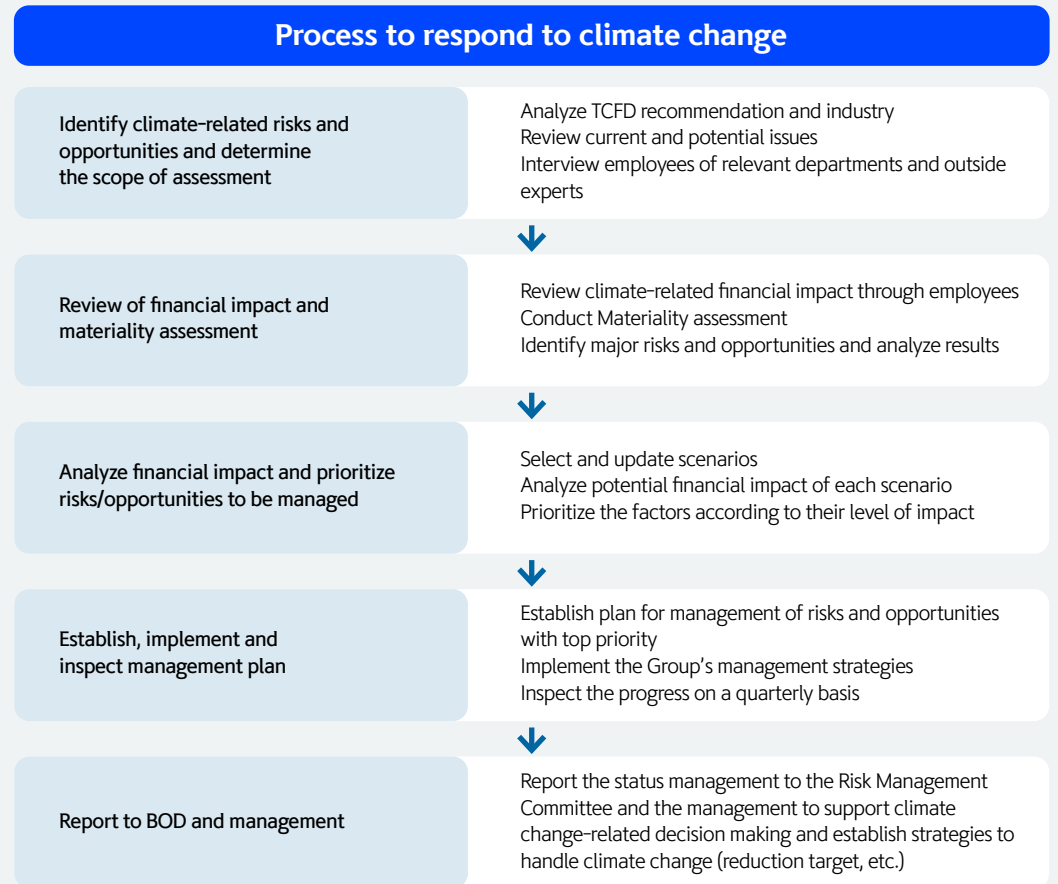 Process to respond to climate change
Identify climate-related risks and
opportunities and determine
the scope of assessment
Analyze TCFD recommendation and industry
Review current and potential issues
Interview employees of relevant departments and outside
experts
Review of financial impact and
materiality assessment
Review climate-related financial impact through employees
Conduct Materiality assessment
Identify major risks and opportunities and analyze results
Analyze financial impact and prioritize
risks/opportunities to be managed
Select and update scenarios
Analyze potential financial impact of each scenario
Prioritize the factors according to their level of impact
Establish, implement and
inspect management plan
Establish plan for management of risks and opportunities
with top priority
Implement the Group's management strategies
Inspect the progress on a quarterly basis
Report to BOD and management
Report the status management to the Risk Management
Committee and the management to support climate
change-related decision making and establish strategies to
handle climate change (reduction target, etc.)